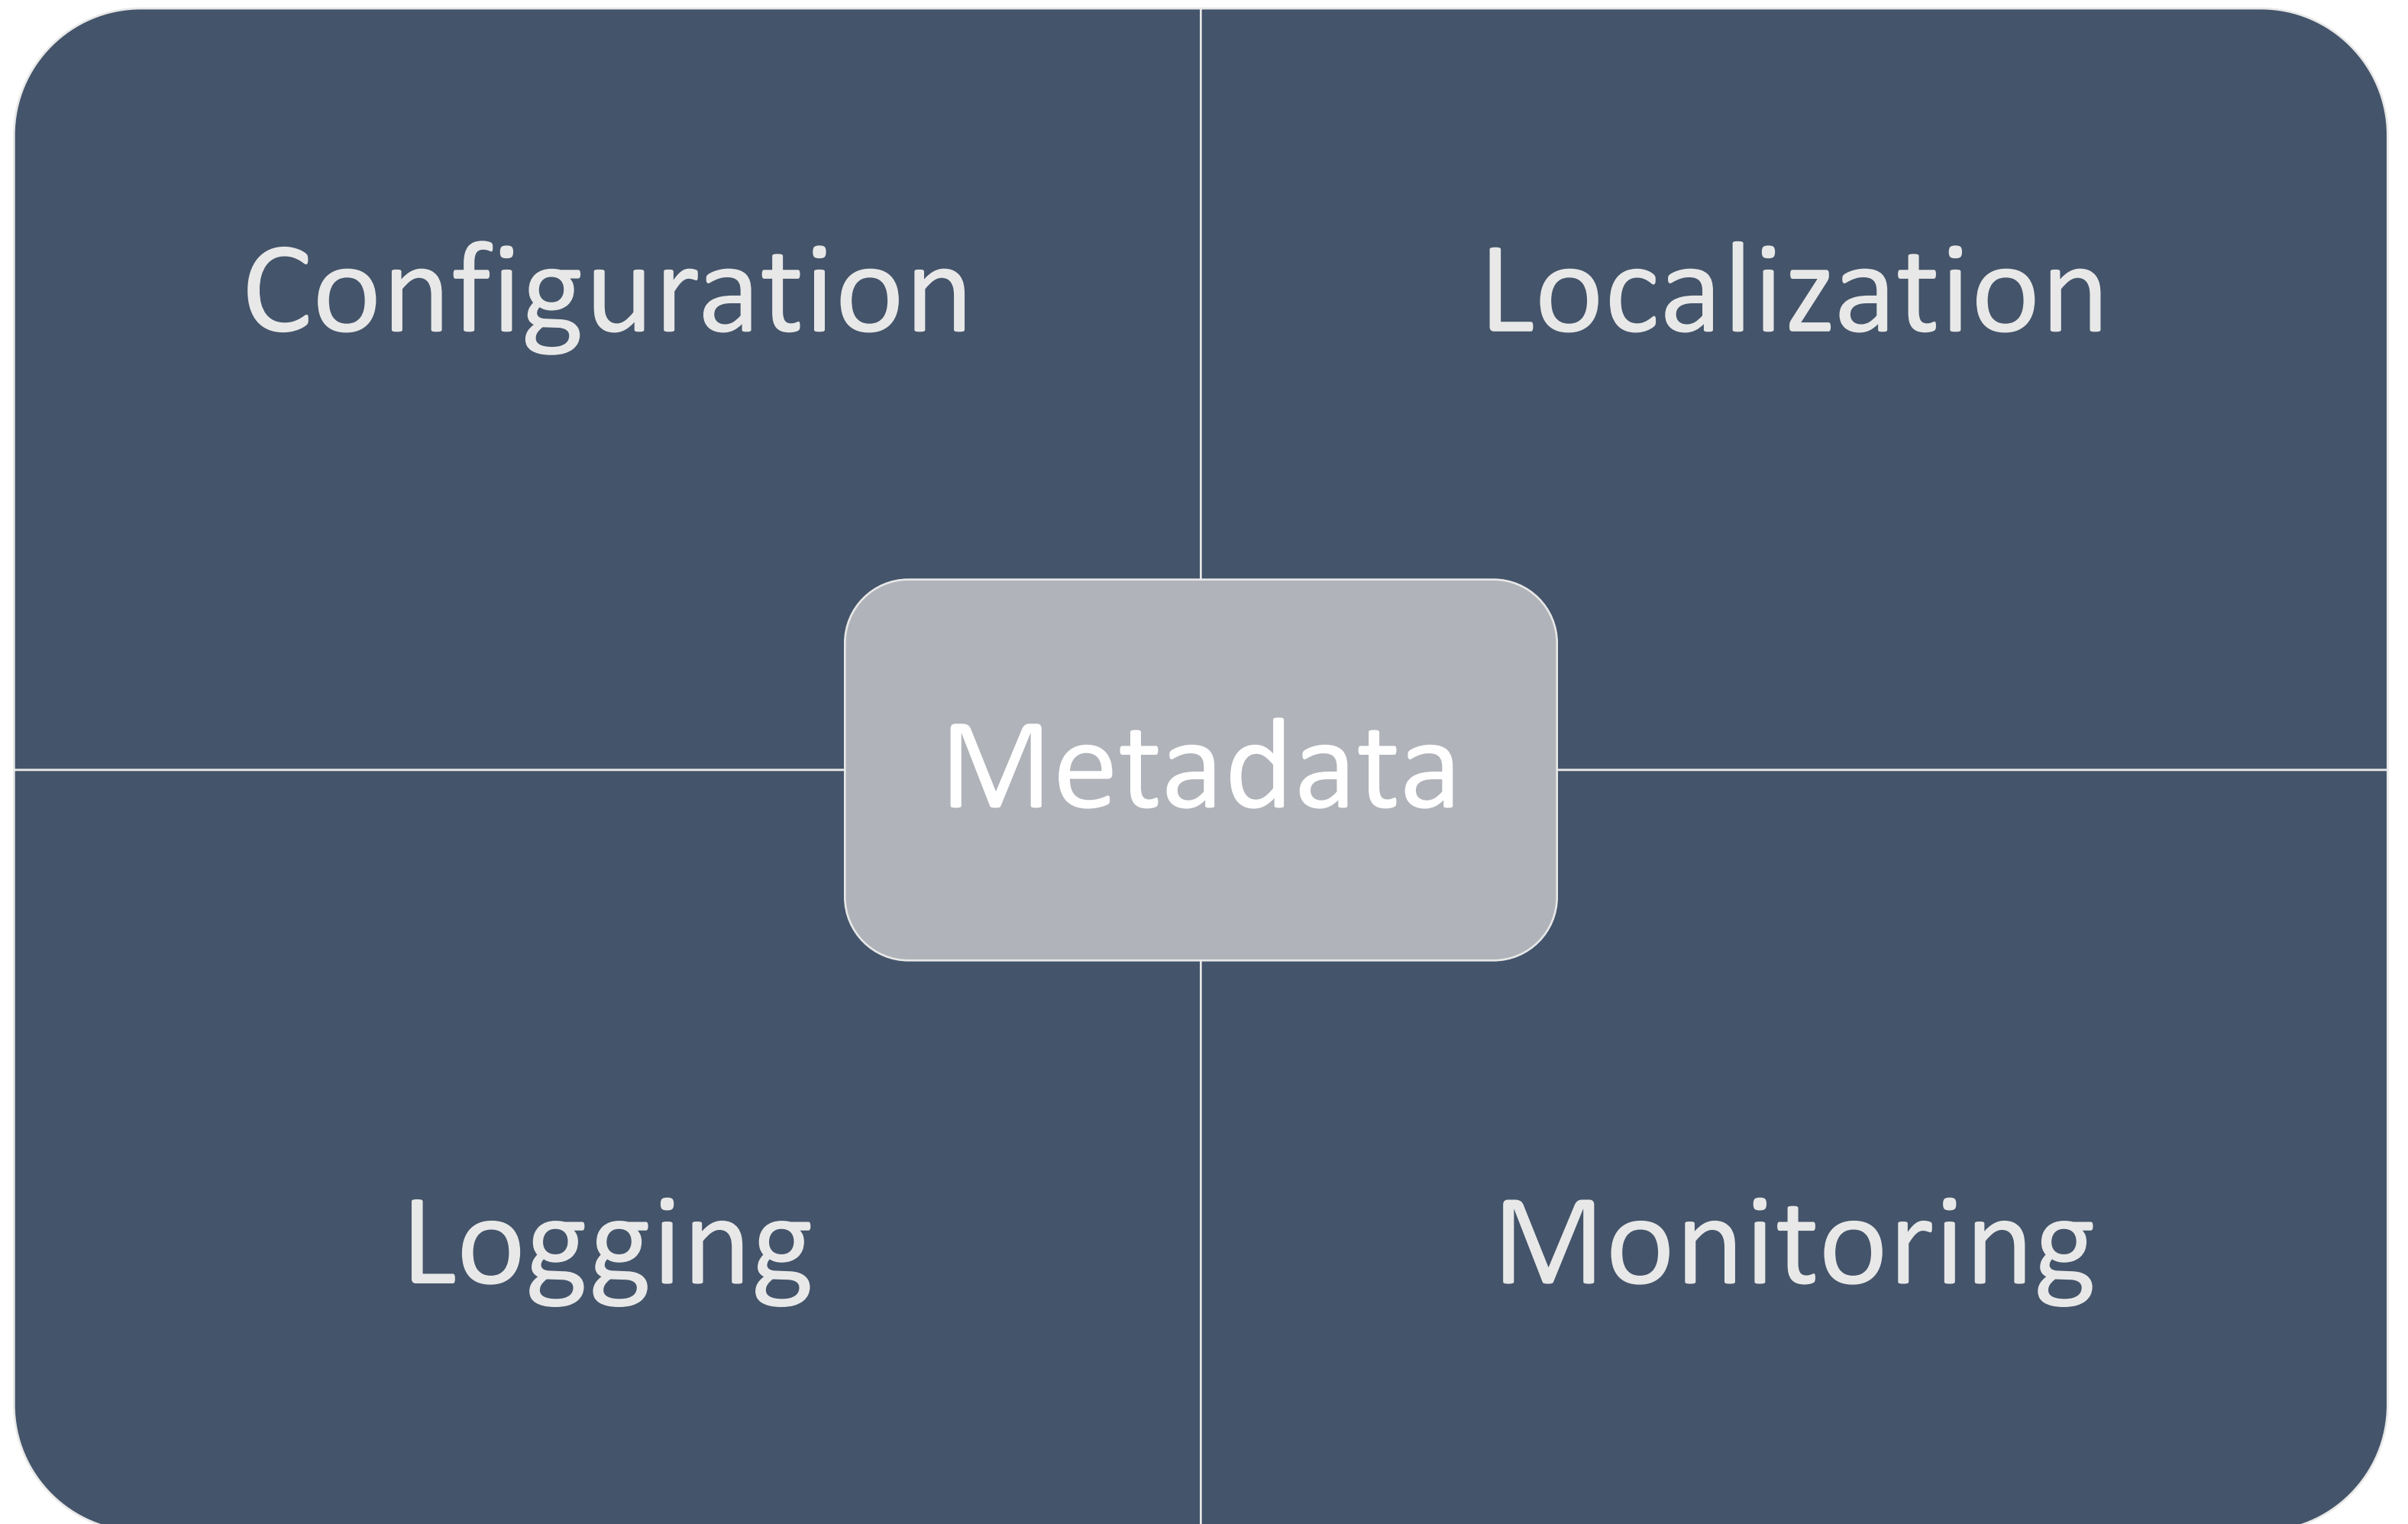 Configuration
Localization
Metadata
Logging
Monitoring